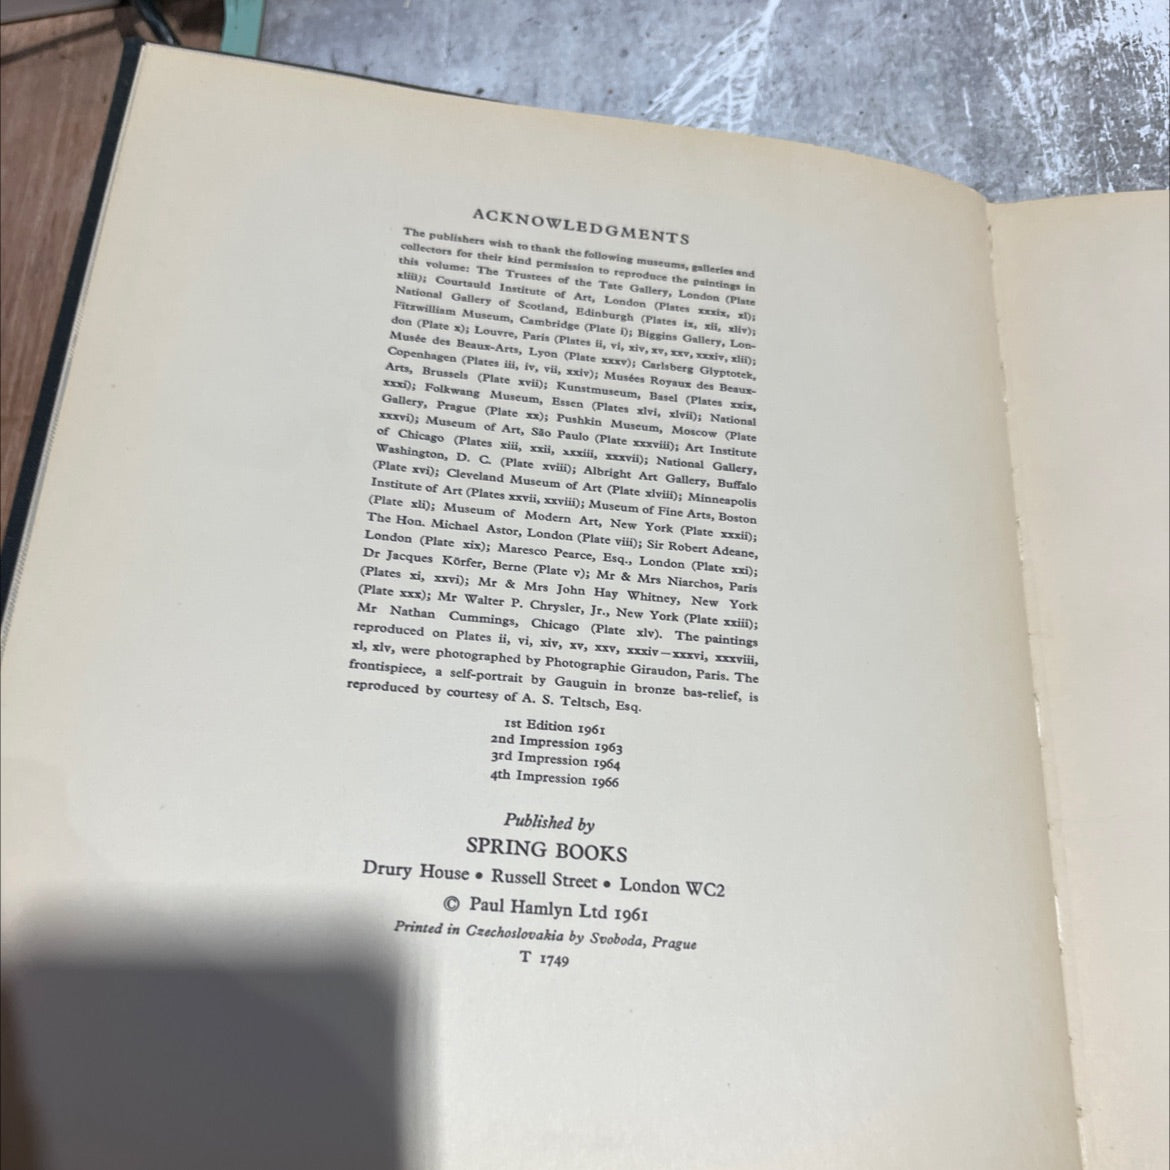 ACKNOWLEDGMENTS
The publishers wish to thank the following museums, galleries and
collectors for their kind permission to reproduce the paintings in
this volume: The Trustees of the Tate Gallery, London (Plate
xliii); Courtauld Institute of Art, London (Plates xxxix, xl);
National Gallery of Scotland, Edinburgh (Plates ix, xii, xliv);
Fitzwilliam Museum, Cambridge (Plate i); Biggins Gallery, Lon-
don (Plate x); Louvre, Paris (Plates ii, vi, xiv, xv, xxv, xxxiv, xlii);
Musée des Beaux-Arts, Lyon (Plate xxxv); Carlsberg Glyptotek,
Copenhagen (Plates iii, iv, vii, xxiv); Musées Royaux des Beaux-
Arts, Brussels (Plate xvii); Kunstmuseum, Basel (Plates xxix,
xxxi); Folkwang Museum, Essen (Plates xlvi, xlvii); National
Gallery, Prague (Plate xx); Pushkin Museum, Moscow (Plate
xxxvi); Museum of Art, São Paulo (Plate xxxviii); Art Institute
of Chicago (Plates xiii, xxii, xxxiii, xxxvii); National Gallery,
Washington, D. C. (Plate xviii); Albright Art Gallery, Buffalo
(Plate xvi); Cleveland Museum of Art (Plate xlviii); Minneapolis
Institute of Art (Plates xxvii, xxviii); Museum of Fine Arts, Boston
(Plate xli); Museum of Modern Art, New York (Plate xxxii);
The Hon. Michael Astor, London (Plate viii); Sir Robert Adeane,
London (Plate xix); Maresco Pearce, Esq., London (Plate xxi);
Dr Jacques Körfer, Berne (Plate v); Mr & Mrs Niarchos, Paris
(Plates xi, xxvi); Mr & Mrs John Hay Whitney, New York
(Plate xxx); Mr Walter P. Chrysler, Jr., New York (Plate xxiii);
Mr Nathan Cummings, Chicago (Plate xlv). The paintings
reproduced on Plates ii, vi, xiv, xv, xxv, xxxiv—xxxvi, xxxviii,
xl, xlv, were photographed by Photographie Giraudon, Paris. The
frontispiece, a self-portrait by Gauguin in bronze bas-relief, is
reproduced by courtesy of A. S. Teltsch, Esq.
1st Edition 1961
2nd Impression 1963
3rd Impression 1964
4th Impression 1966
Published by
SPRING BOOKS
Drury House • Russell Street • London WC2
© Paul Hamlyn Ltd 1961
Printed in Czechoslovakia by Svoboda, Prague
T 1749